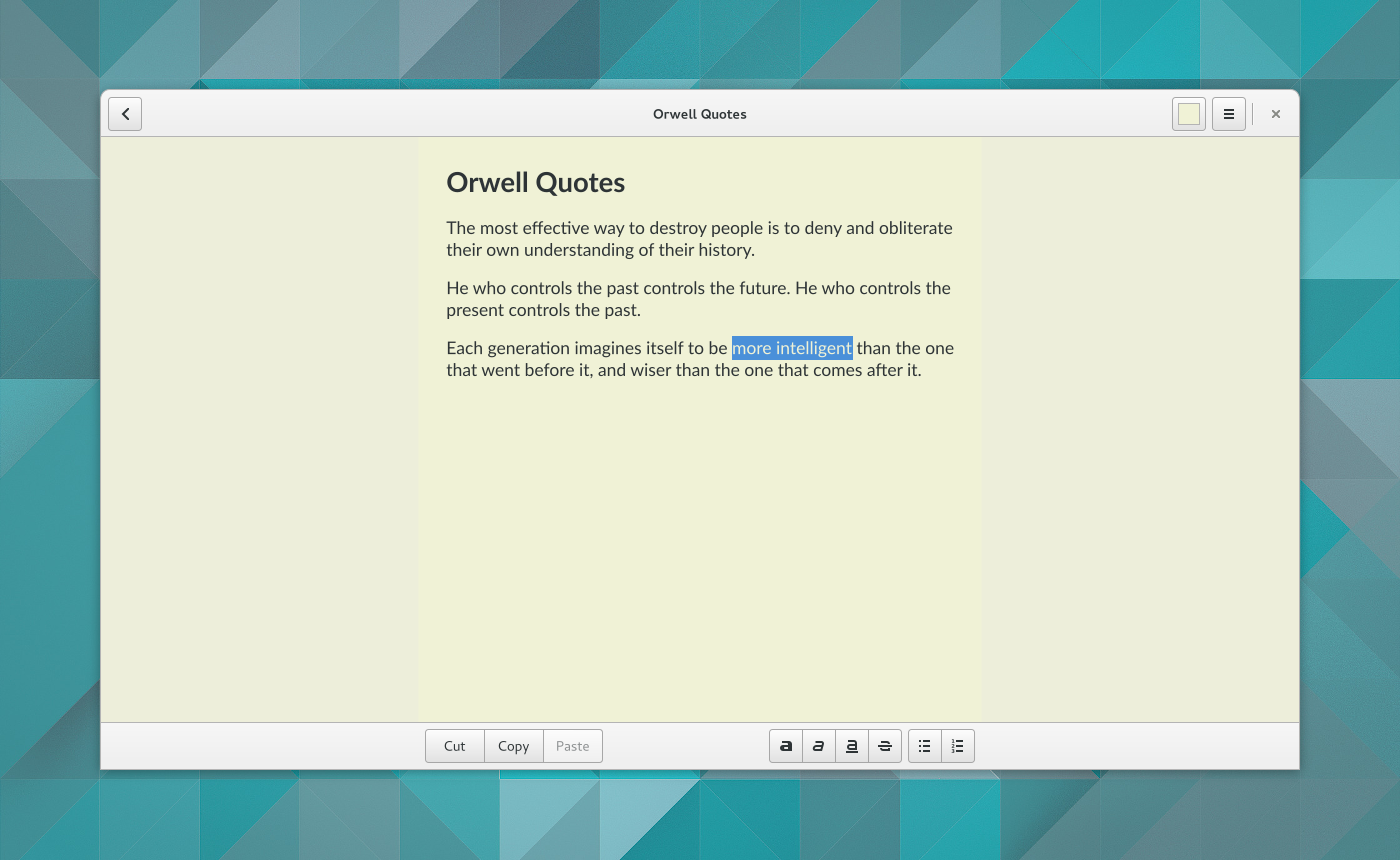 Orwell Quotes
Orwell Quotes
The most effective way to destroy people is to deny and obliterate
their own understanding of their history.
He who controls the past controls the future. He who controls the
present controls the past.
Each generation imagines itself to be more intelligent than the one
that went before it, and wiser than the one that comes after it.
Cut Copy Paste a a a a